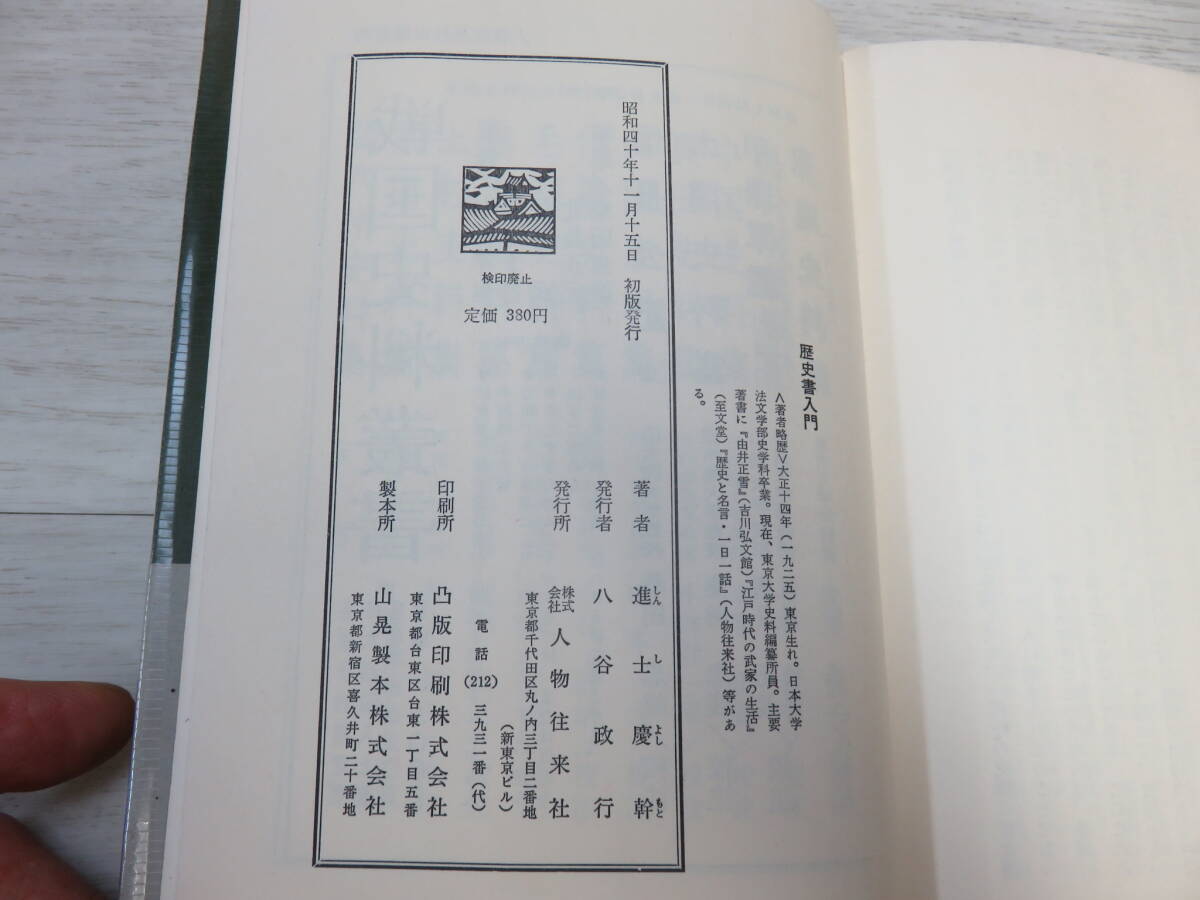 歴史書入門
<著者略歴>大正十四年(一九二五)東京生れ。日本大学
法文学部史学科卒業。現在、東京大学史料編纂所員。主要
著書に『由井正雪』(吉川弘文館)『江戸時代の武家の生活』
(至文堂)『歴史と名言・一日一話』(人物往来社)等があ
る。
昭和四十年十一月十五日 初版発行
検印廃止
定価 380円
著者 進士慶幹
しん し よし もと
発行者 八谷政行
発行所 株式会社 人物往来社
東京都千代田区丸ノ内三丁目二番地
(新東京ビル)
電話(212)三九三一番(代)
印刷所 凸版印刷株式会社
東京都台東区台東一丁目五番
製本所 山晃製本株式会社
東京都新宿区喜久井町二十番地